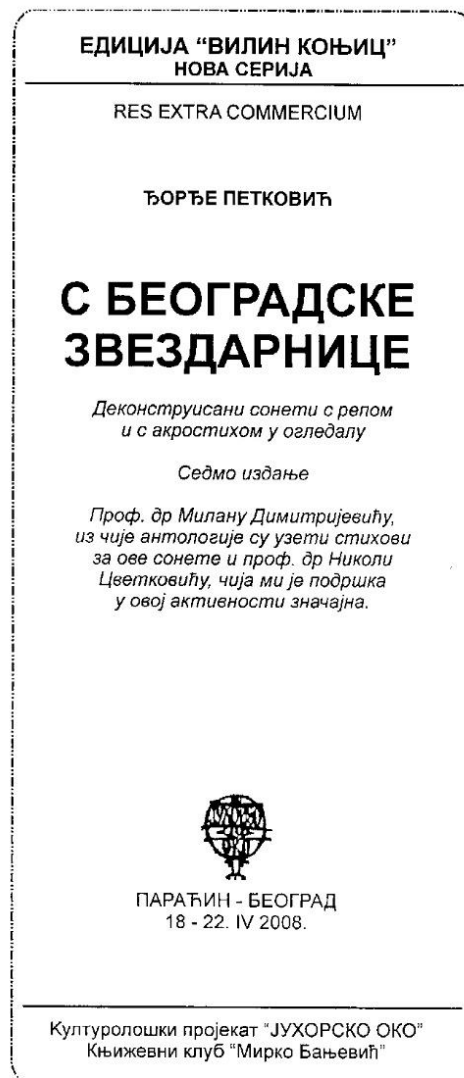 ЕДИЦИЈА “ВИЛИН КОЊИЦ”
НОВА СЕРИЈА
RES EXTRA COMMERCIUM
ЂОРЂЕ ПЕТКОВИЋ
С БЕОГРАДСКЕ
ЗВЕЗДАРНИЦЕ
Деконструисани сонети с репом
и с акростихом у огледалу
Седмо издање
Проф. др Милану Димитријевићу,
из чије антологије су узети стихови
за ове сонете и проф. др Николи
Цветковићу, чија ми је подршка
у овој активности значајна.
ПАРАЋИН - БЕОГРАД
18 - 22. IV 2008.
Културолошки пројекат “ЈУХОРСКО ОКО”
Књижевни клуб “Мирко Бањевић”